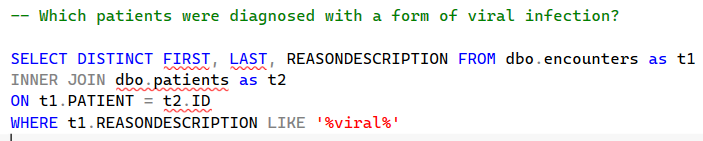 -- Which patients were diagnosed with a form of viral infection?
SELECT DISTINCT FIRST, LAST, REASONDESCRIPTION FROM dbo.encounters as t1
INNER JOIN dbo.patients as t2
ON t1.PATIENT = t2.ID
WHERE t1.REASONDESCRIPTION LIKE '%viral%'